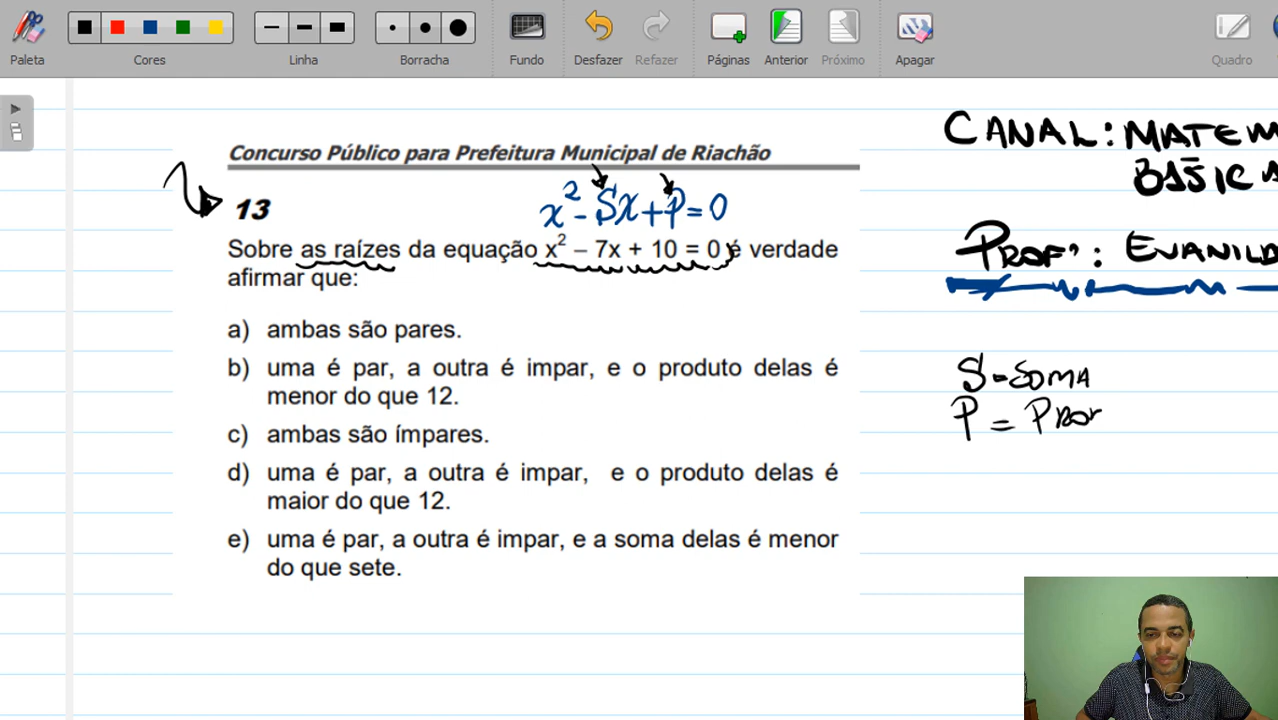 Paleta Cores Linha Borracha Fundo Desfazer Refazer Páginas Anterior Próximo Apagar Quadro
Concurso Público para Prefeitura Municipal de Riachão
13
x² - Sx + P = 0
Sobre as raízes da equação x² – 7x + 10 = 0, é verdade
afirmar que:
a) ambas são pares.
b) uma é par, a outra é impar, e o produto delas é
menor do que 12.
c) ambas são ímpares.
d) uma é par, a outra é impar, e o produto delas é
maior do que 12.
e) uma é par, a outra é impar, e a soma delas é menor
do que sete.
CANAL: MATEM
BÁSICA
PROFº: EVANILD
S = SOMA
P = PROD